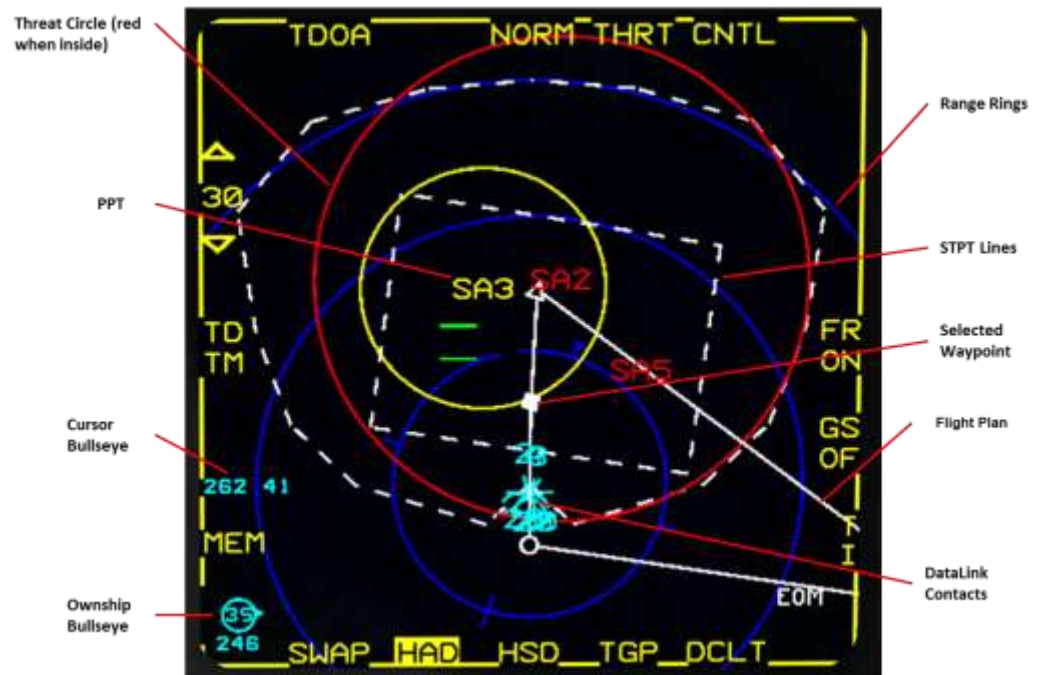 Threat Circle (red
when inside)
TDOA NORM THRT CNTL
Range Rings
30
PPT
STPT Lines
SA3 SA2
TD
TM
FR
ON
Selected
Waypoint
SA5
Cursor
Bullseye
GS
OF
Flight Plan
262 41
MEM
T
I
DataLink
Contacts
EOM
Ownship
Bullseye
35
246
SWAP HAD HSD TGP DCLT